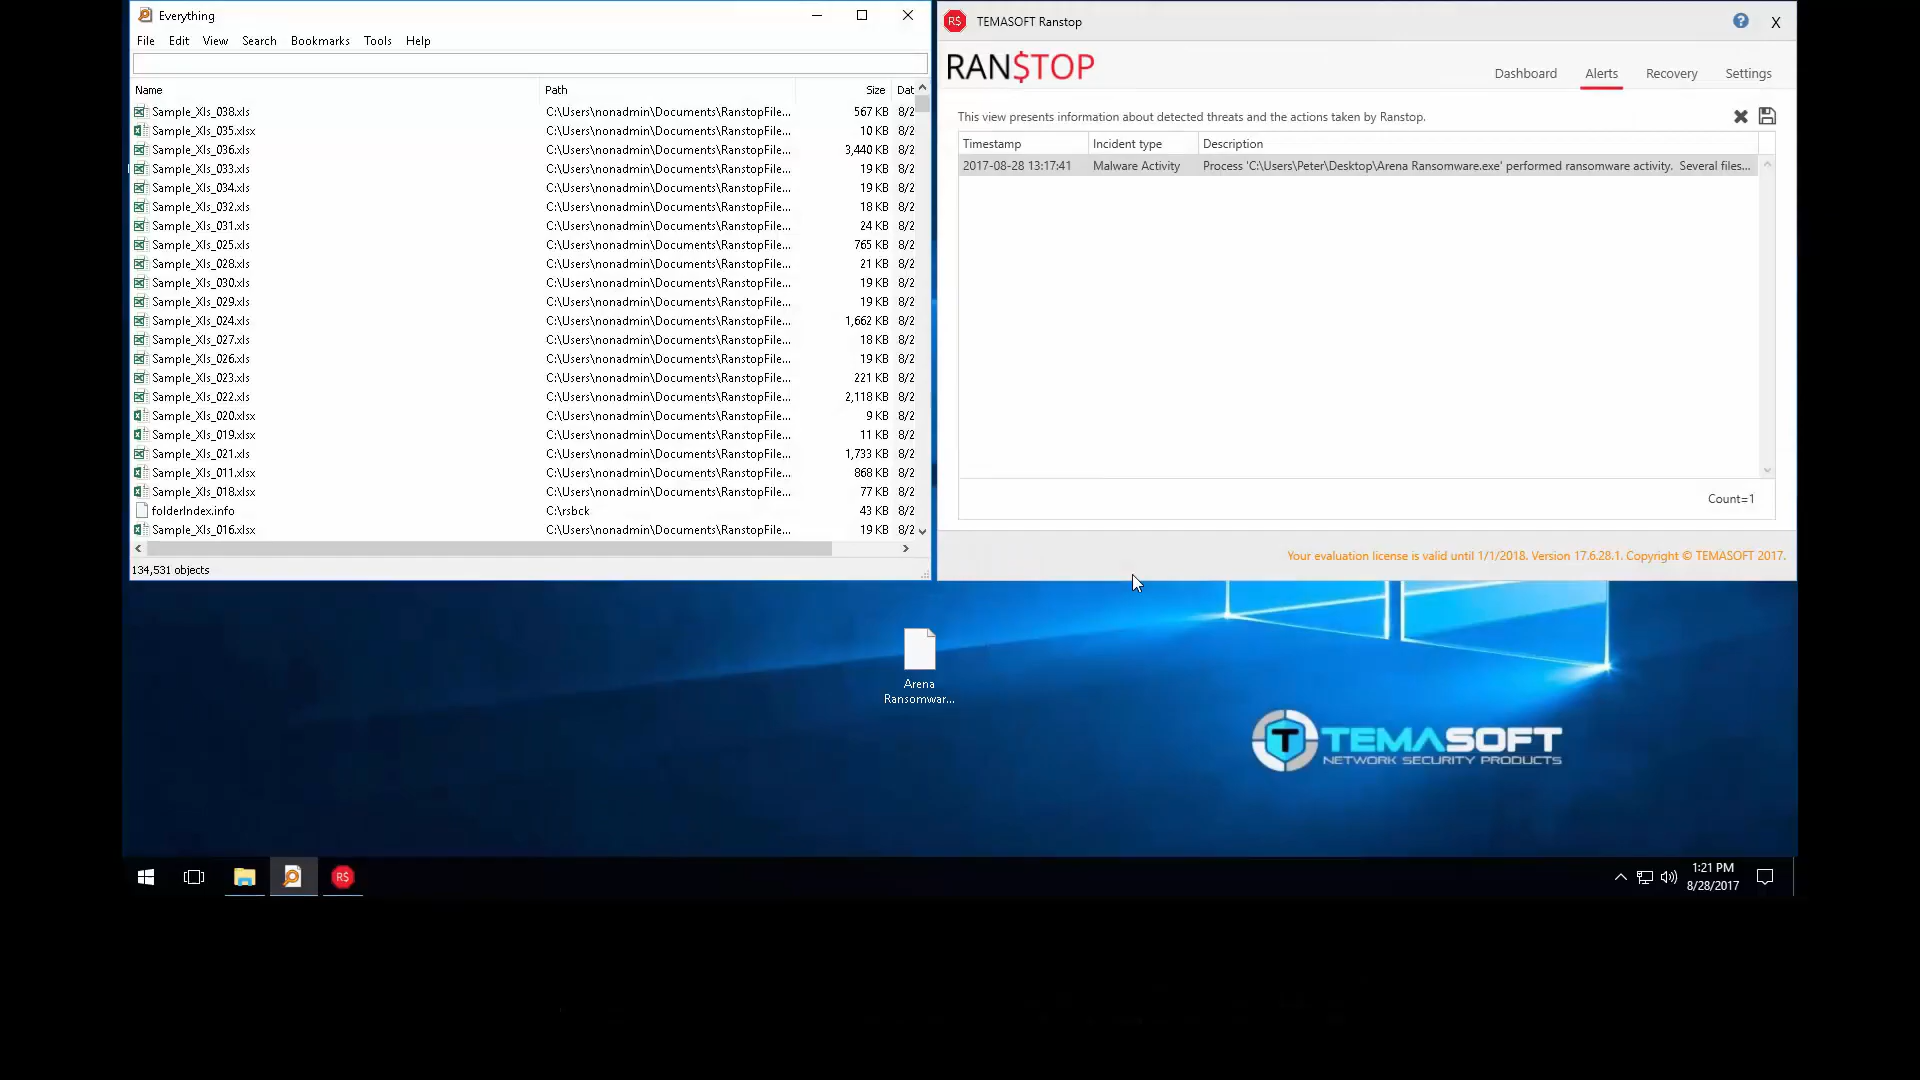 Everything
File Edit View Search Bookmarks Tools Help
Name Path Size Dat
Sample_Xls_038.xls C:\Users\nonadmin\Documents\RanstopFile... 567 KB 8/2
Sample_Xls_035.xlsx C:\Users\nonadmin\Documents\RanstopFile... 10 KB 8/2
Sample_Xls_036.xls C:\Users\nonadmin\Documents\RanstopFile... 3,440 KB 8/2
Sample_Xls_033.xls C:\Users\nonadmin\Documents\RanstopFile... 19 KB 8/2
Sample_Xls_034.xls C:\Users\nonadmin\Documents\RanstopFile... 19 KB 8/2
Sample_Xls_032.xls C:\Users\nonadmin\Documents\RanstopFile... 18 KB 8/2
Sample_Xls_031.xls C:\Users\nonadmin\Documents\RanstopFile... 24 KB 8/2
Sample_Xls_025.xls C:\Users\nonadmin\Documents\RanstopFile... 765 KB 8/2
Sample_Xls_028.xls C:\Users\nonadmin\Documents\RanstopFile... 21 KB 8/2
Sample_Xls_030.xls C:\Users\nonadmin\Documents\RanstopFile... 19 KB 8/2
Sample_Xls_029.xls C:\Users\nonadmin\Documents\RanstopFile... 19 KB 8/2
Sample_Xls_024.xls C:\Users\nonadmin\Documents\RanstopFile... 1,662 KB 8/2
Sample_Xls_027.xls C:\Users\nonadmin\Documents\RanstopFile... 18 KB 8/2
Sample_Xls_026.xls C:\Users\nonadmin\Documents\RanstopFile... 19 KB 8/2
Sample_Xls_023.xls C:\Users\nonadmin\Documents\RanstopFile... 221 KB 8/2
Sample_Xls_022.xls C:\Users\nonadmin\Documents\RanstopFile... 2,118 KB 8/2
Sample_Xls_020.xlsx C:\Users\nonadmin\Documents\RanstopFile... 9 KB 8/2
Sample_Xls_019.xlsx C:\Users\nonadmin\Documents\RanstopFile... 11 KB 8/2
Sample_Xls_021.xls C:\Users\nonadmin\Documents\RanstopFile... 1,733 KB 8/2
Sample_Xls_011.xlsx C:\Users\nonadmin\Documents\RanstopFile... 868 KB 8/2
Sample_Xls_018.xlsx C:\Users\nonadmin\Documents\RanstopFile... 77 KB 8/2
folderIndex.info C:\rsbck 43 KB 8/2
Sample_Xls_016.xlsx C:\Users\nonadmin\Documents\RanstopFile... 19 KB 8/2
134,531 objects
R$ TEMASOFT Ranstop ? X
RAN$TOP
Dashboard Alerts Recovery Settings
This view presents information about detected threats and the actions taken by Ranstop.
Timestamp Incident type Description
2017-08-28 13:17:41 Malware Activity Process 'C:\Users\Peter\Desktop\Arena Ransomware.exe' performed ransomware activity. Several files...
Count=1
Your evaluation license is valid until 1/1/2018. Version 17.6.28.1. Copyright © TEMASOFT 2017.
Arena
Ransomwar...
T TEMASOFT
NETWORK SECURITY PRODUCTS
R$
1:21 PM
8/28/2017